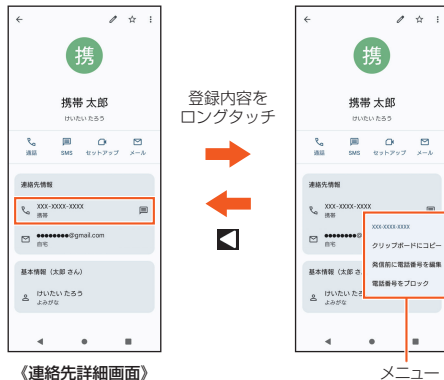 携
携帯 太郎
けいたい たろう
通話
SMS
セットアップ
メール
連絡先情報
XXX-XXXX-XXXX
携帯
●●●●●●●●@gmail.com
自宅
基本情報（太郎 さん）
けいたい たろう
よみがな
《連絡先詳細画面》
登録内容を
ロングタッチ
携
携帯 太郎
けいたい たろう
通話
SMS
セットアップ
メール
連絡先情報
XXX-XXXX-XXXX
携帯
●●●●●●●●@
自宅
基本情報（太郎 さ
けいたい たろ
よみがな
XXX-XXXX-XXXX
クリップボードにコピー
発信前に電話番号を編集
電話番号をブロック
メニュー